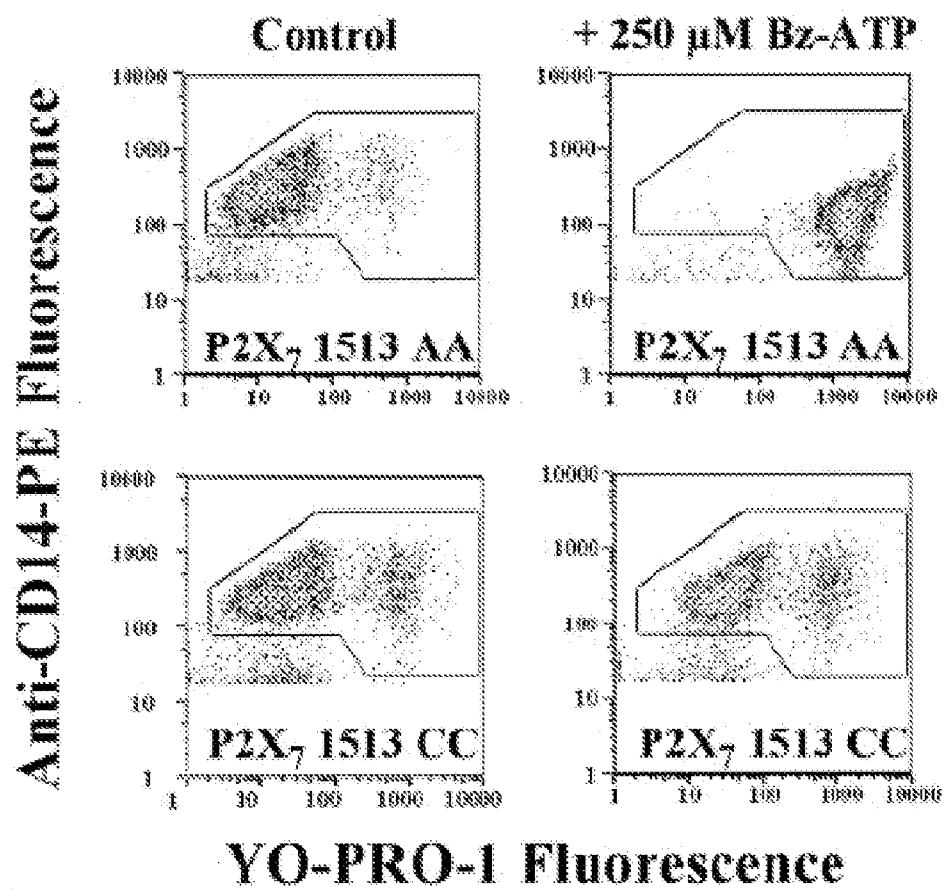 Control
+ 250 µM Bz-ATP
Anti-CD14-PE Fluorescence
10000
1000
100
10
1
P2X7 1513 AA
1 10 100 1000 10000
10000
1000
100
10
1
P2X7 1513 AA
1 10 100 1000 10000
10000
1000
100
10
1
P2X7 1513 CC
1 10 100 1000 10000
10000
1000
100
10
1
P2X7 1513 CC
1 10 100 1000 10000
YO-PRO-1 Fluorescence